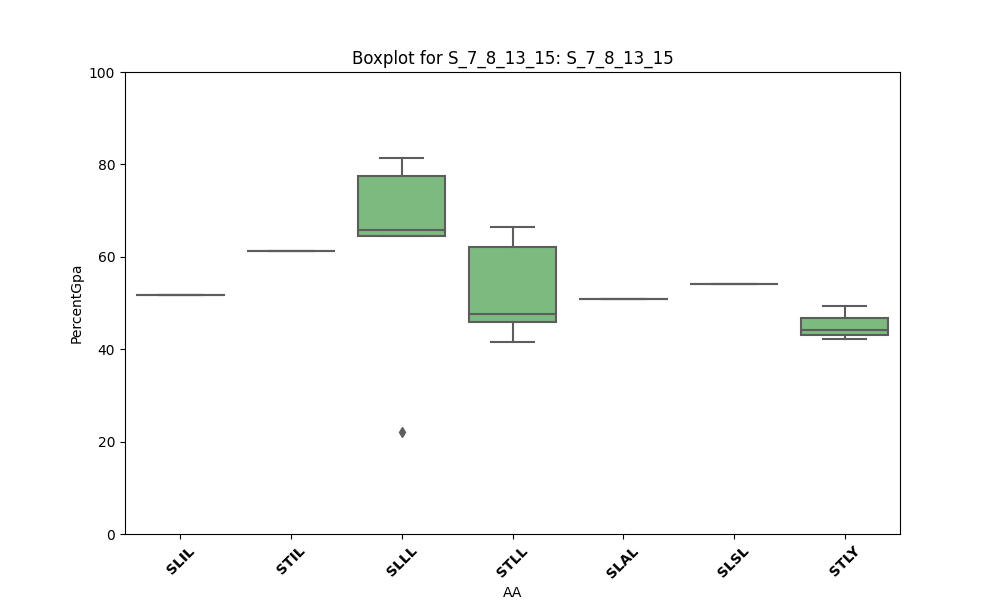 Boxplot for S_7_8_13_15: S_7_8_13_15
100
80
60
40
20
0
PercentGpa
SLIL
STIL
SLLL
STLL
SLAL
SLSL
STLY
AA